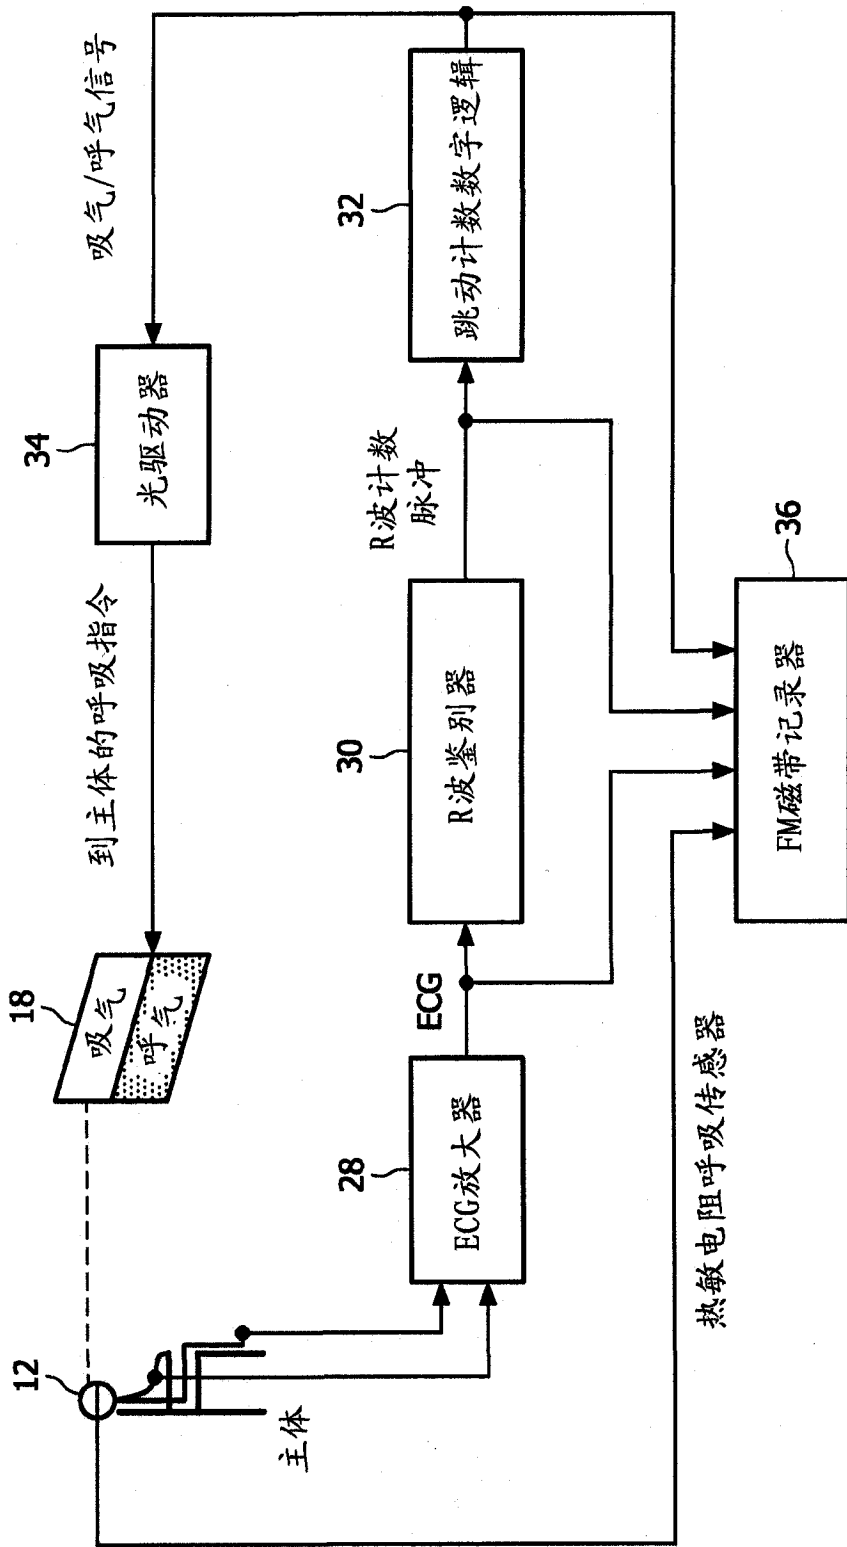 12
主体
18
吸气
呼气
到主体的呼吸指令
34
光驱动器
吸气/呼气信号
28
ECG放大器
ECG
30
R波鉴别器
R波计数
脉冲
32
跳动计数数字逻辑
热敏电阻呼吸传感器
36
FM磁带记录器